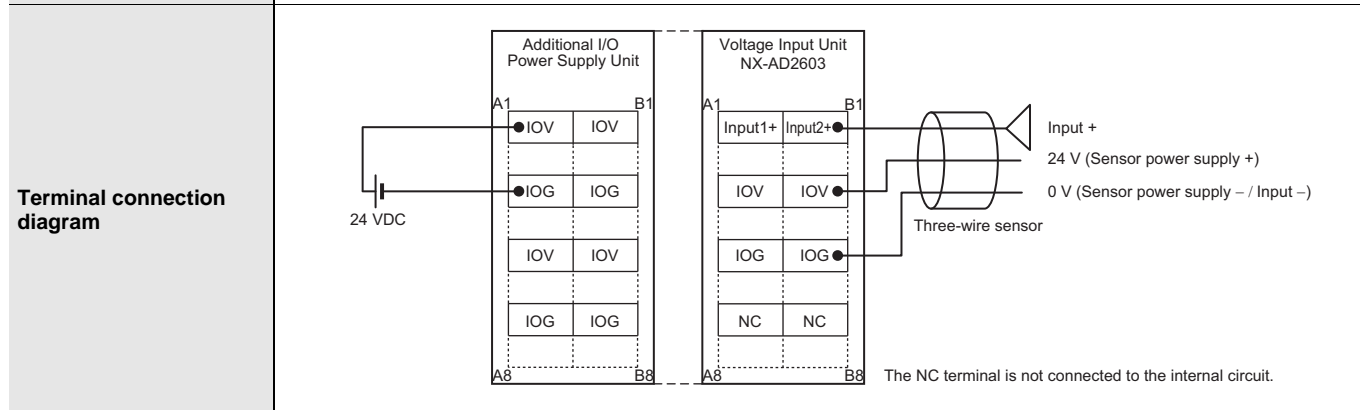 Terminal connection
diagram
Additional I/O
Power Supply Unit
A1 B1
IOV IOV
IOG IOG
IOV IOV
IOG IOG
A8 B8
24 VDC
Voltage Input Unit
NX-AD2603
A1 B1
Input1+ Input2+
IOV IOV
IOG IOG
NC NC
A8 B8
Input +
24 V (Sensor power supply +)
0 V (Sensor power supply – / Input –)
Three-wire sensor
The NC terminal is not connected to the internal circuit.